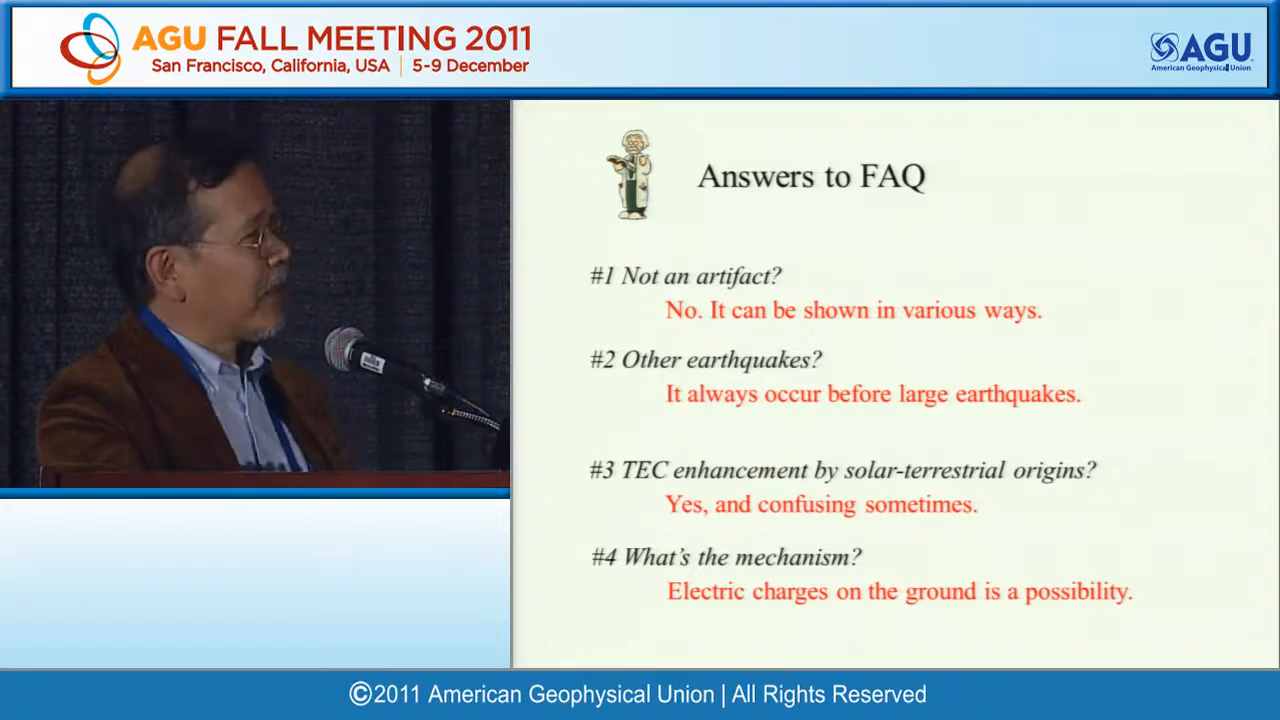 AGU FALL MEETING 2011
San Francisco, California, USA | 5-9 December
AGU
American Geophysical Union
Answers to FAQ
#1 Not an artifact?
No. It can be shown in various ways.
#2 Other earthquakes?
It always occur before large earthquakes.
#3 TEC enhancement by solar-terrestrial origins?
Yes, and confusing sometimes.
#4 What's the mechanism?
Electric charges on the ground is a possibility.
©2011 American Geophysical Union | All Rights Reserved